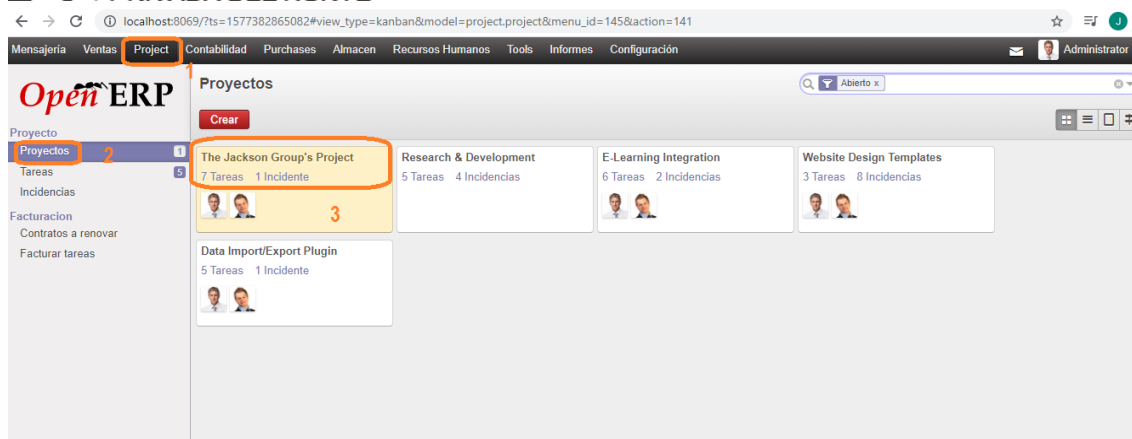 localhost:8069/?ts=1577382865082#view_type=kanban&model=project.project&menu_id=145&action=141
J
Mensajería Ventas Project Contabilidad Purchases Almacen Recursos Humanos Tools Informes Configuración Administrator
1
Open ERP
Proyectos
Abierto x
Crear
Proyecto
Proyectos 2 1
Tareas 5
Incidencias
Facturacion
Contratos a renovar
Facturar tareas
The Jackson Group's Project
7 Tareas 1 Incidente
3
Research & Development
5 Tareas 4 Incidencias
E-Learning Integration
6 Tareas 2 Incidencias
Website Design Templates
3 Tareas 8 Incidencias
Data Import/Export Plugin
5 Tareas 1 Incidente